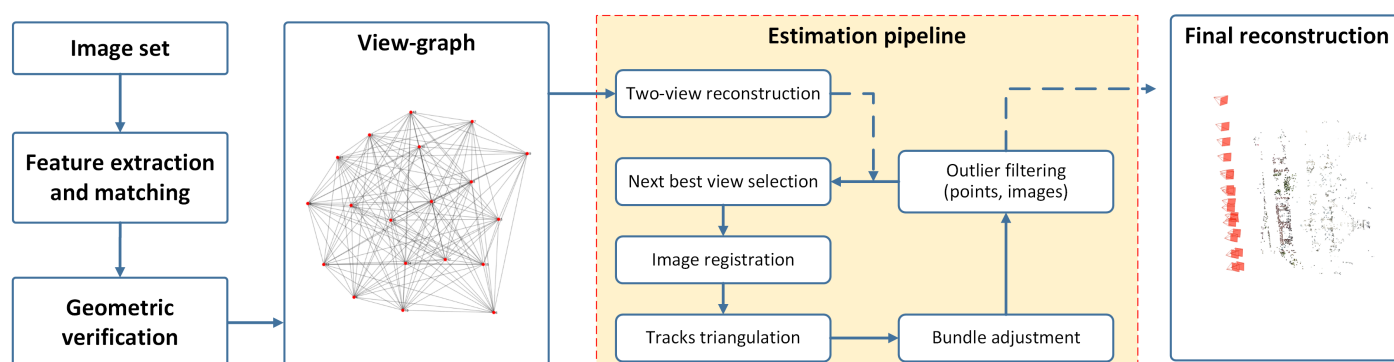 Image set
Feature extraction
and matching
Geometric
verification
View-graph
Estimation pipeline
Two-view reconstruction
Next best view selection
Image registration
Tracks triangulation
Bundle adjustment
Outlier filtering
(points, images)
Final reconstruction